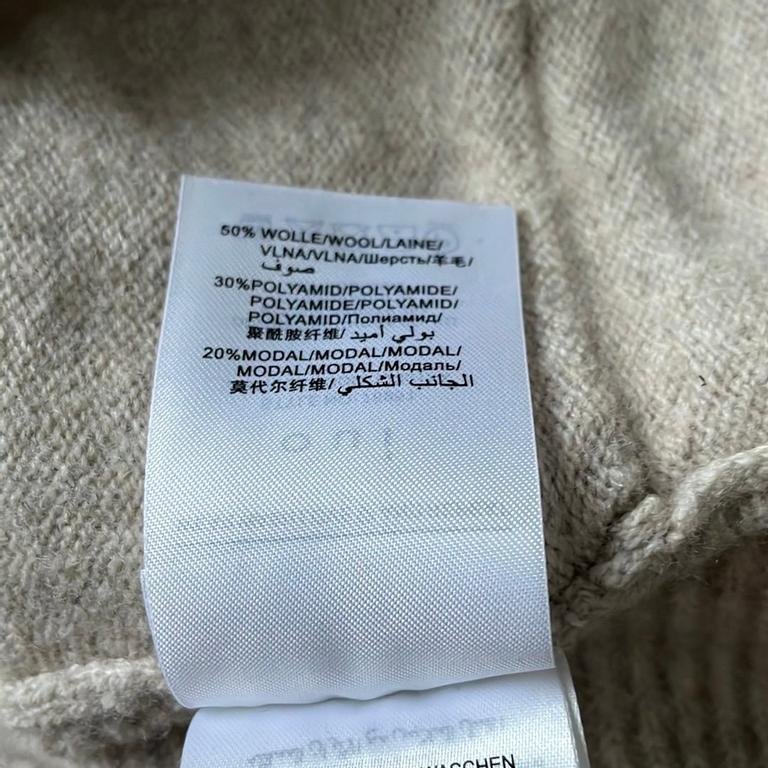 50% WOLLE/WOOL/LAINE/
VLNA/VLNA/Шерсть/羊毛/
صوف
30%POLYAMID/POLYAMIDE/
POLYAMIDE/POLYAMID/
POLYAMID/Полиамид/
聚酰胺纤维/بولي أميد
20%MODAL/MODAL/MODAL/
MODAL/MODAL/Модаль/
莫代尔纤维/الجانب الشكلي
WASCHEN